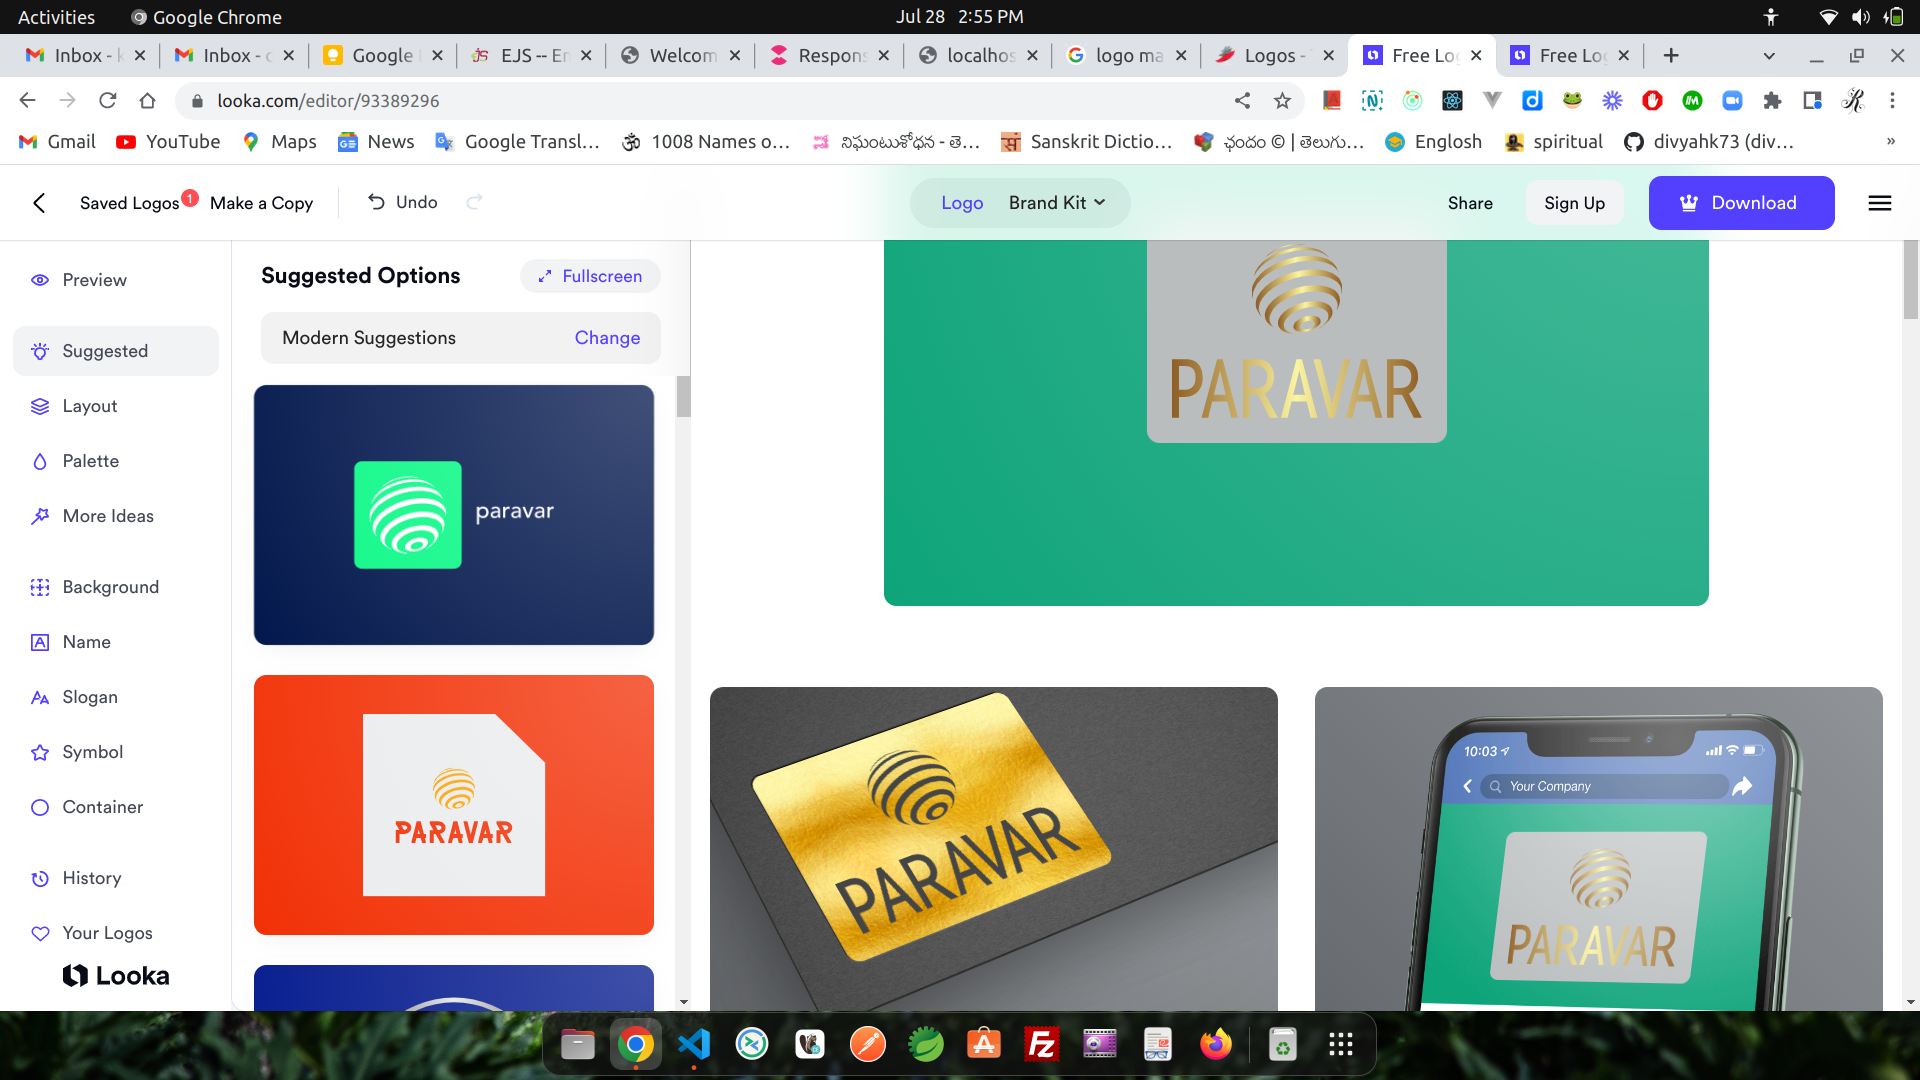 Activities
Google Chrome
Jul 28 2:55 PM
Inbox - k
Inbox - c
Google
EJS -- En
Welcom
Respons
localhos
logo ma
Logos -
Free Log
Free Log
looka.com/editor/93389296
Gmail
YouTube
Maps
News
Google Transl...
1008 Names o...
నిఘంటుశోధన - తె...
Sanskrit Dictio...
ఛందం © | తెలుగు...
Englosh
spiritual
divyahk73 (div...
»
Saved Logos 1
Make a Copy
Undo
Logo
Brand Kit
Share
Sign Up
Download
Preview
Suggested
Layout
Palette
More Ideas
Background
Name
Slogan
Symbol
Container
History
Your Logos
Looka
Suggested Options
Fullscreen
Modern Suggestions
Change
paravar
PARAVAR
PARAVAR
PARAVAR
10:03
Your Company
PARAVAR